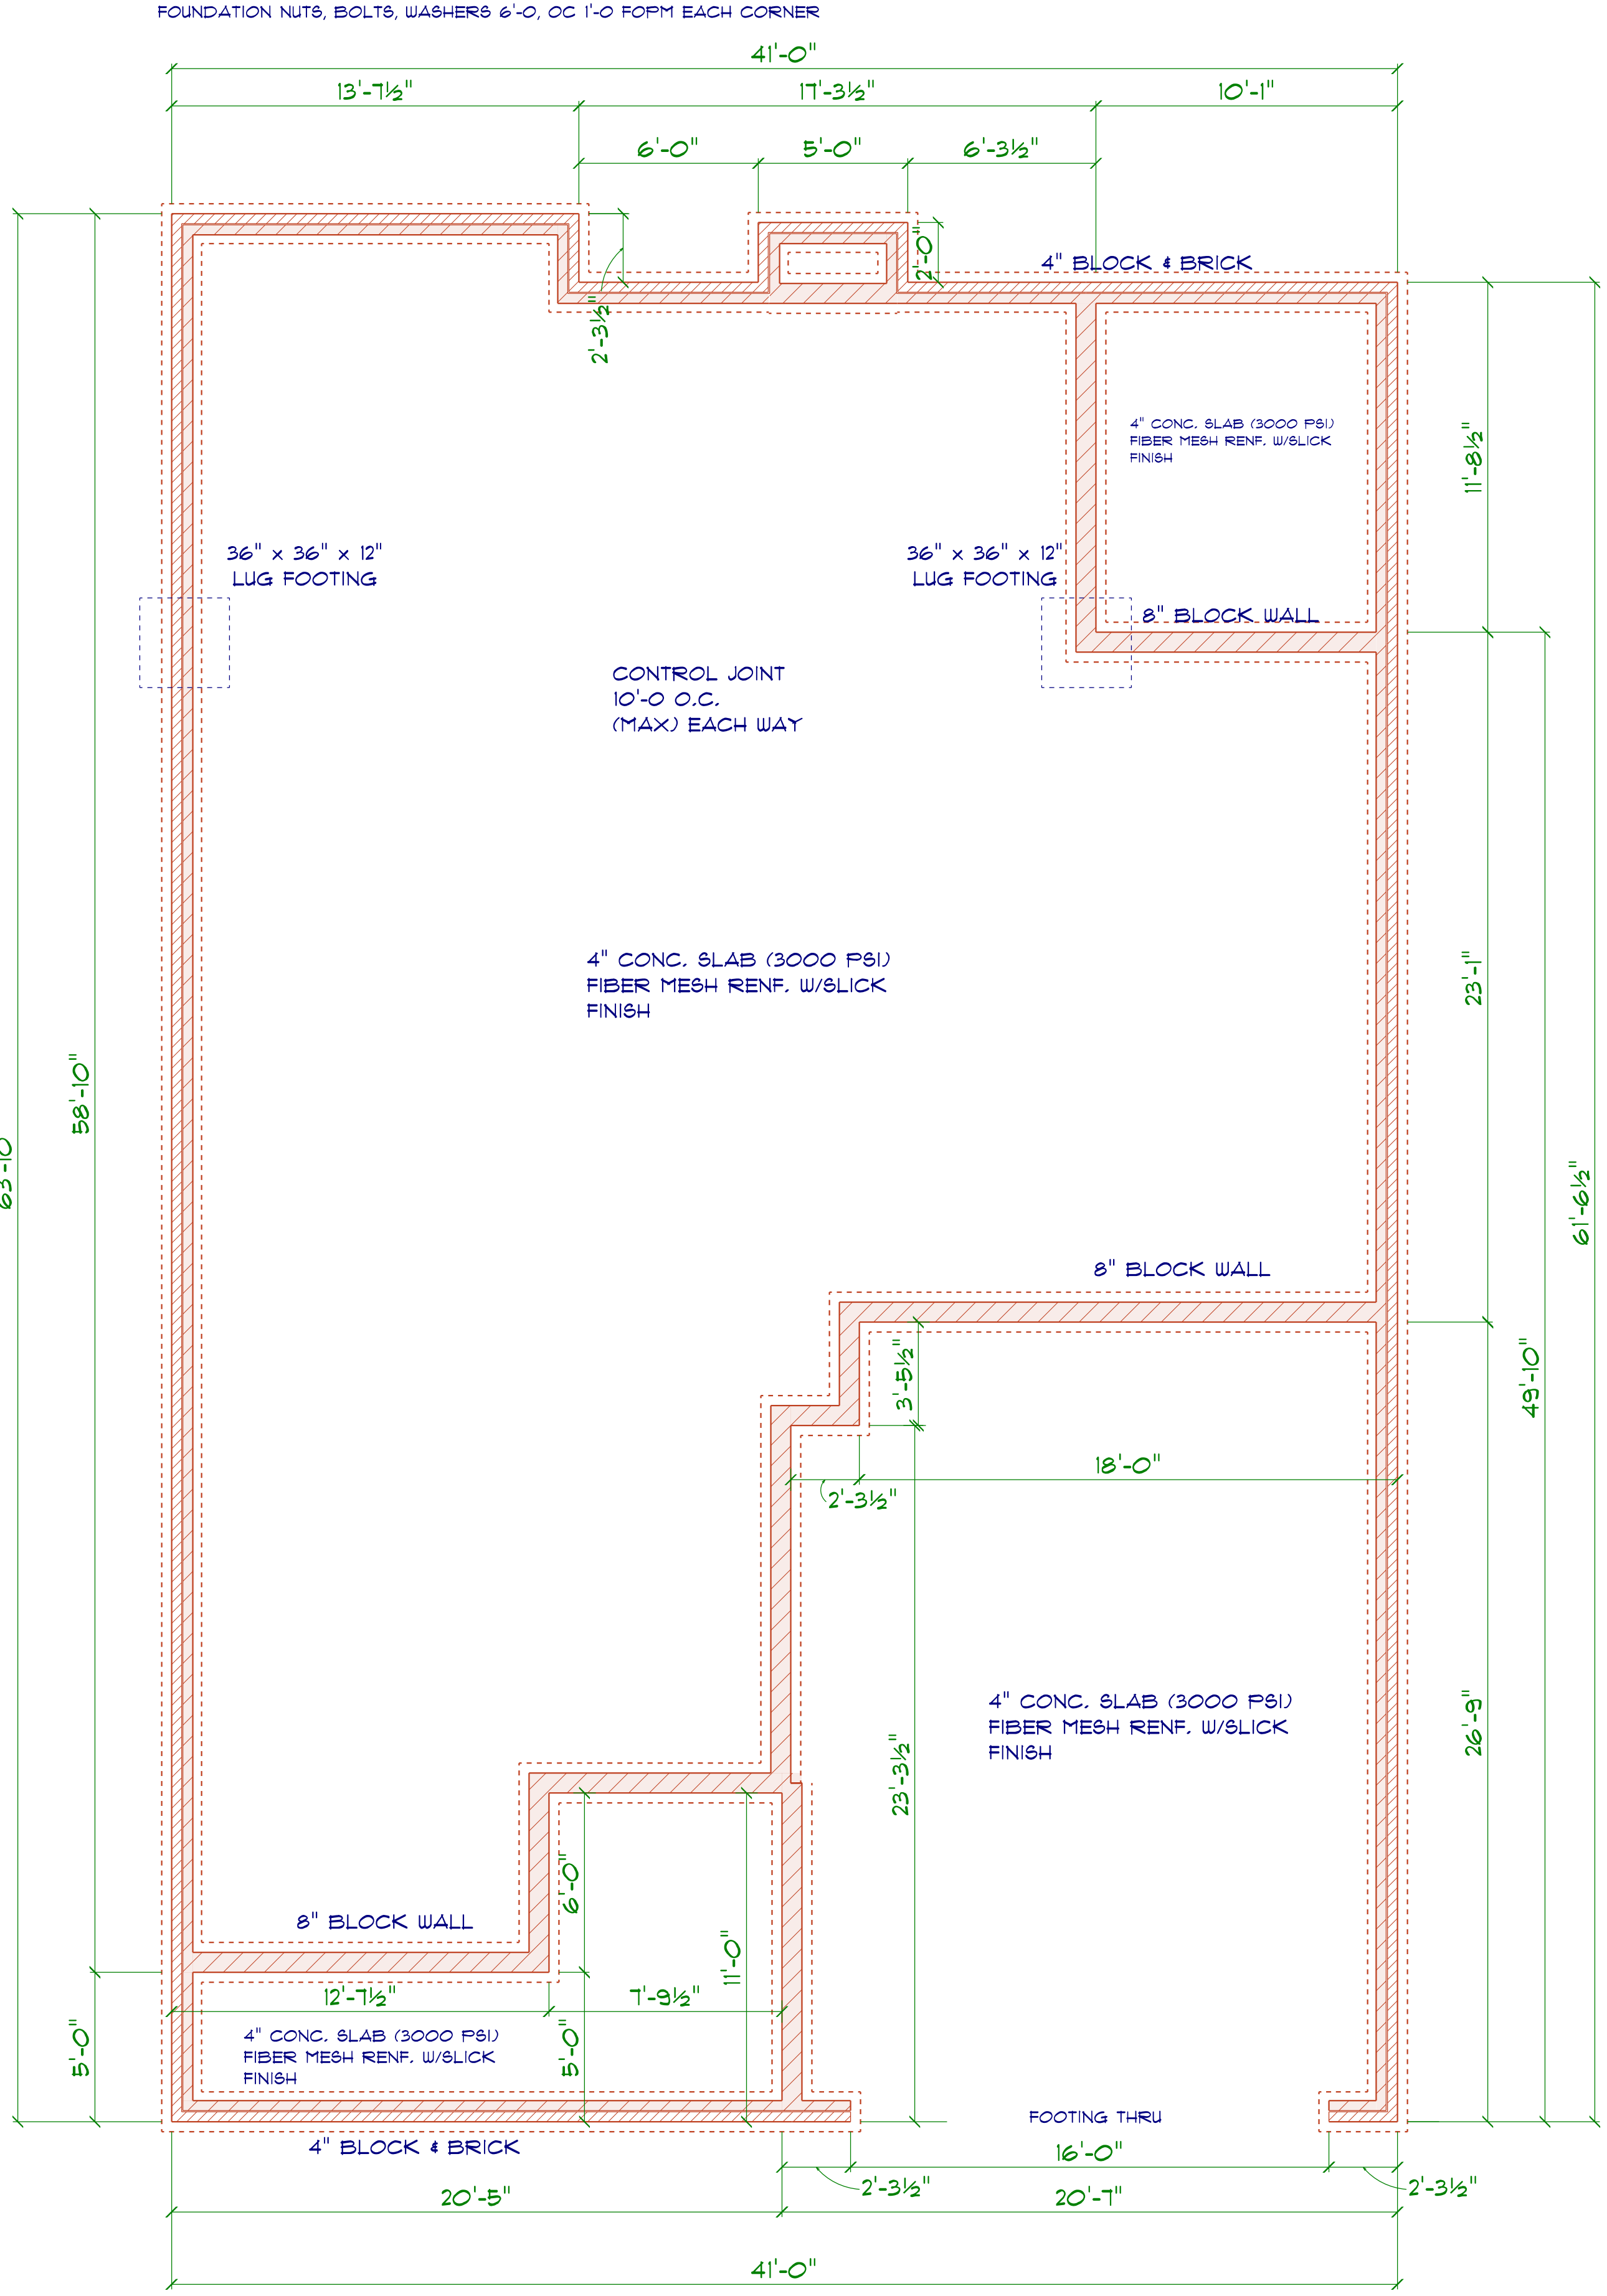 FOUNDATION NUTS, BOLTS, WASHERS 6'-0, OC 1'-0 FOPM EACH CORNER
41'-0"
13'-7½"
17'-3½"
10'-1"
6'-0"
5'-0"
6'-3½"
2'-3½"
2'-0"
4" BLOCK & BRICK
4" CONC. SLAB (3000 PSI)
FIBER MESH RENF. W/SLICK
FINISH
11'-8½"
36" x 36" x 12"
LUG FOOTING
36" x 36" x 12"
LUG FOOTING
8" BLOCK WALL
CONTROL JOINT
10'-0 O.C.
(MAX) EACH WAY
4" CONC. SLAB (3000 PSI)
FIBER MESH RENF. W/SLICK
FINISH
23'-1"
58'-10"
63'-10
61'-6½"
8" BLOCK WALL
3'-5½"
49'-10"
18'-0"
2'-3½"
4" CONC. SLAB (3000 PSI)
FIBER MESH RENF. W/SLICK
FINISH
26'-9"
23'-3½"
6'-0"
8" BLOCK WALL
11'-0"
12'-7½"
7'-9½"
4" CONC. SLAB (3000 PSI)
FIBER MESH RENF. W/SLICK
FINISH
5'-0"
5'-0"
FOOTING THRU
4" BLOCK & BRICK
16'-0"
2'-3½"
2'-3½"
20'-5"
20'-7"
41'-0"